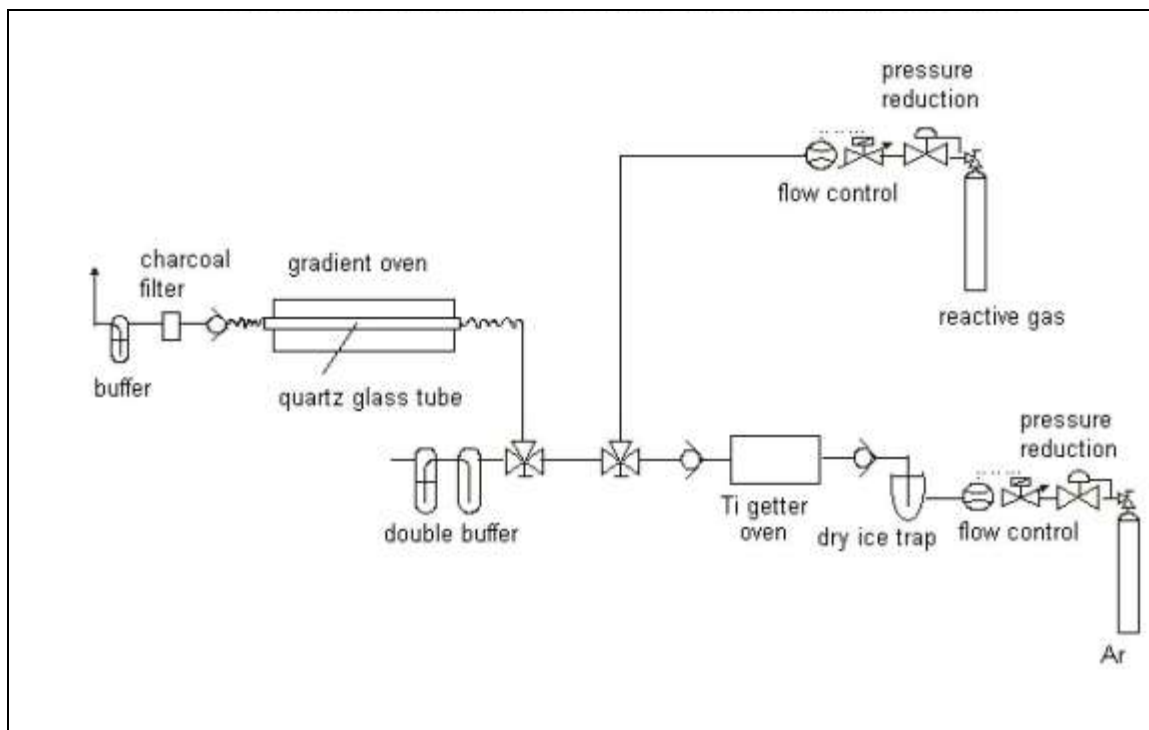 pressure
reduction
flow control
reactive gas
charcoal
filter
gradient oven
buffer
quartz glass tube
pressure
reduction
double buffer
Ti getter
oven
dry ice trap
flow control
Ar